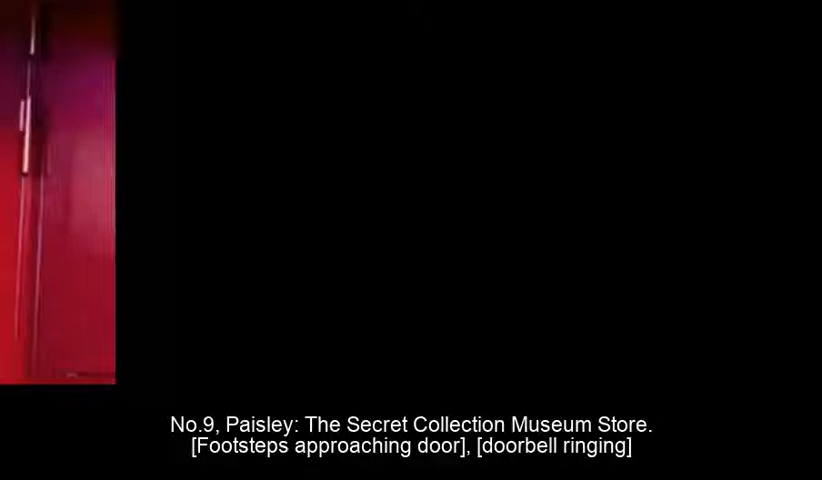 No.9, Paisley: The Secret Collection Museum Store.
[Footsteps approaching door], [doorbell ringing]